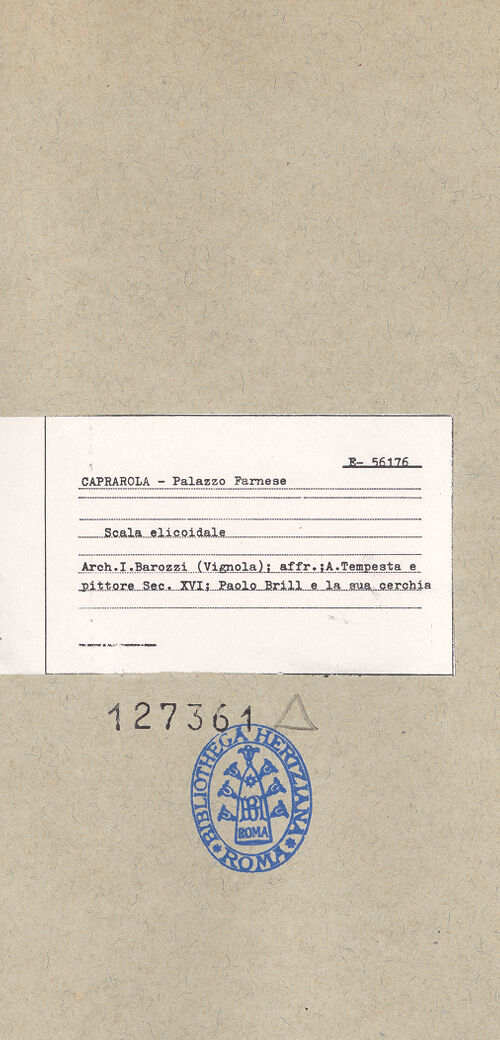 E- 56176
CAPRAROLA - Palazzo Farnese
Scala elicoidale
Arch.I.Barozzi (Vignola); affr.;A.Tempesta e
pittore Sec. XVI; Paolo Brill e la sua cerchia
127361
BIBLIOTHECA HERTZIANA
ROMA
ROMA